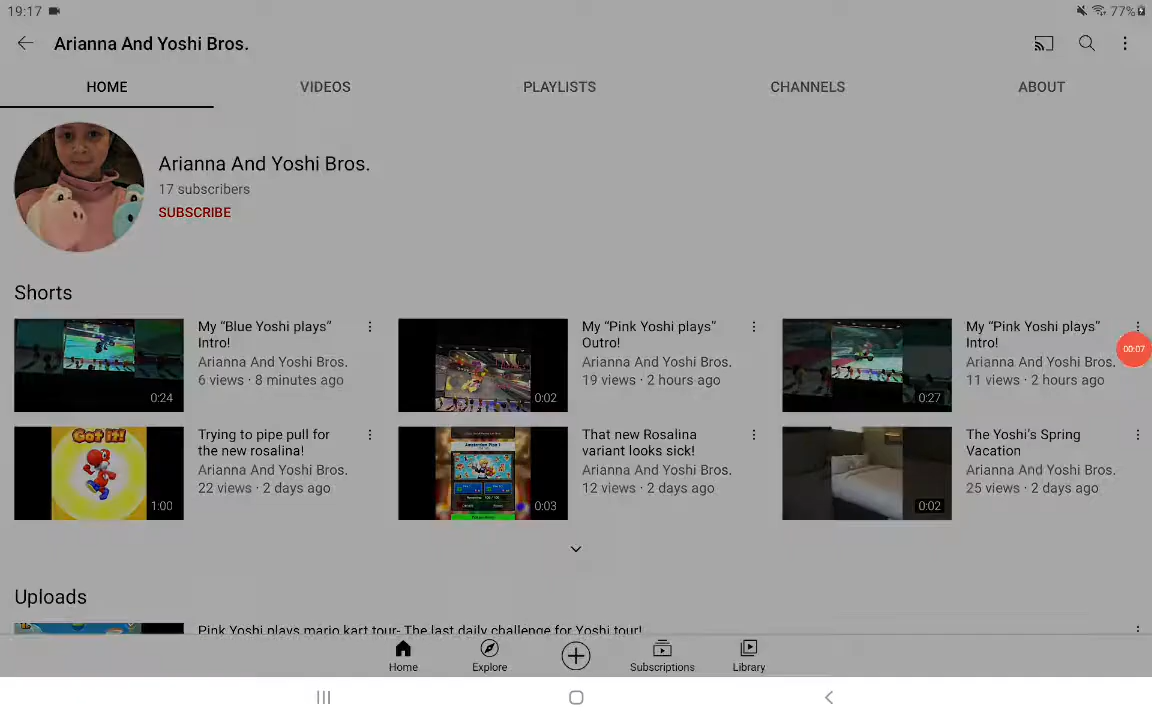 19:17
77%
Arianna And Yoshi Bros.
HOME
VIDEOS
PLAYLISTS
CHANNELS
ABOUT
Arianna And Yoshi Bros.
17 subscribers
SUBSCRIBE
Shorts
My “Blue Yoshi plays”
Intro!
Arianna And Yoshi Bros.
6 views · 8 minutes ago
0:24
My “Pink Yoshi plays”
Outro!
Arianna And Yoshi Bros.
19 views · 2 hours ago
0:02
My “Pink Yoshi plays”
Intro!
Arianna And Yoshi Bros.
11 views · 2 hours ago
0:27
00:07
GOT IT!
Trying to pipe pull for
the new rosalina!
Arianna And Yoshi Bros.
22 views · 2 days ago
1:00
That new Rosalina
variant looks sick!
Arianna And Yoshi Bros.
12 views · 2 days ago
0:03
The Yoshi’s Spring
Vacation
Arianna And Yoshi Bros.
25 views · 2 days ago
0:02
Uploads
Pink Yoshi plays mario kart tour- The last daily challenge for Yoshi tour!
Home
Explore
Subscriptions
Library